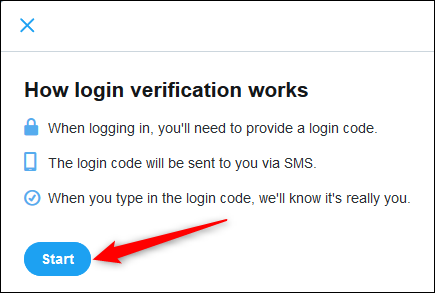 How login verification works
When logging in, you'll need to provide a login code.
The login code will be sent to you via SMS.
When you type in the login code, we'll know it's really you.
Start